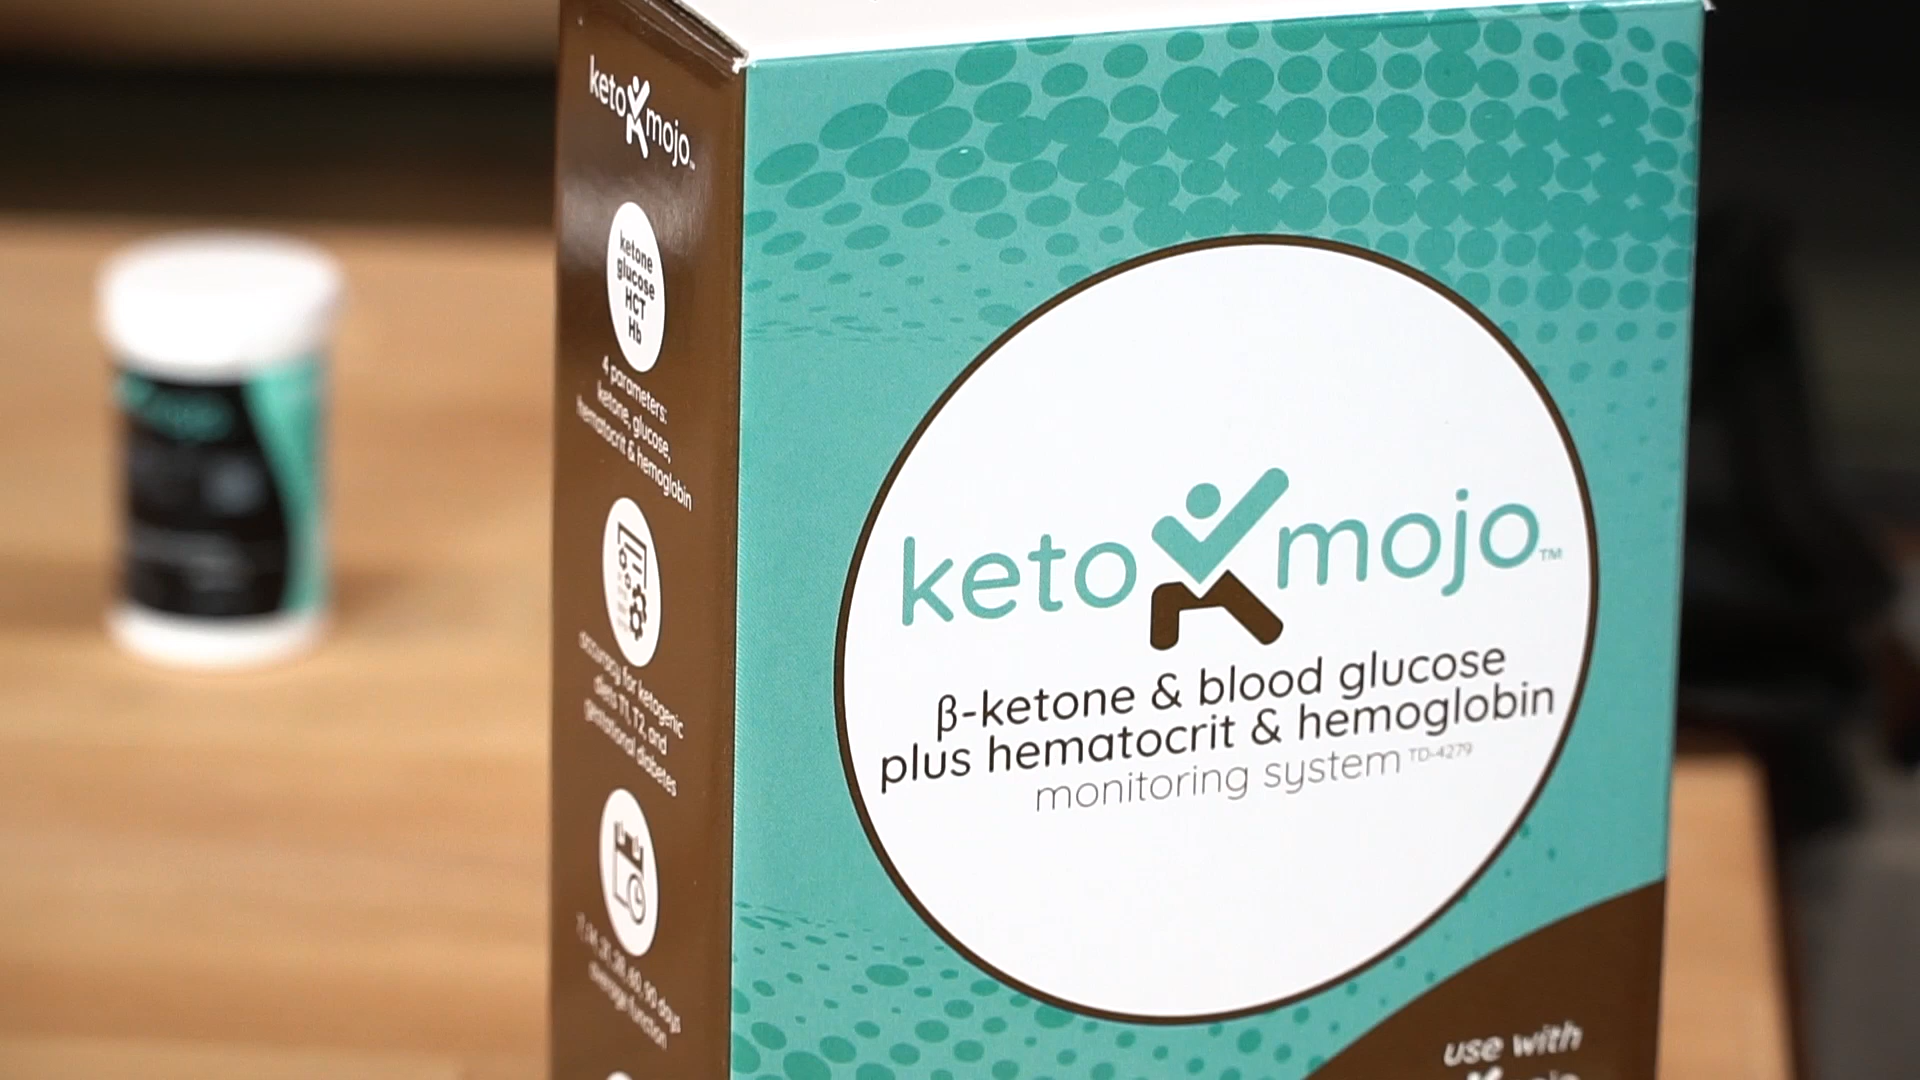 keto mojo™
ketone
glucose
HCT
Hb
4 parameters:
ketone, glucose,
hematocrit & hemoglobin
accuracy for ketogenic
diets T1, T2, and
gestational diabetes
7, 14, 21, 28, 60, 90 days
average function
keto mojo™
β-ketone & blood glucose
plus hematocrit & hemoglobin
monitoring system TD-4279
use with